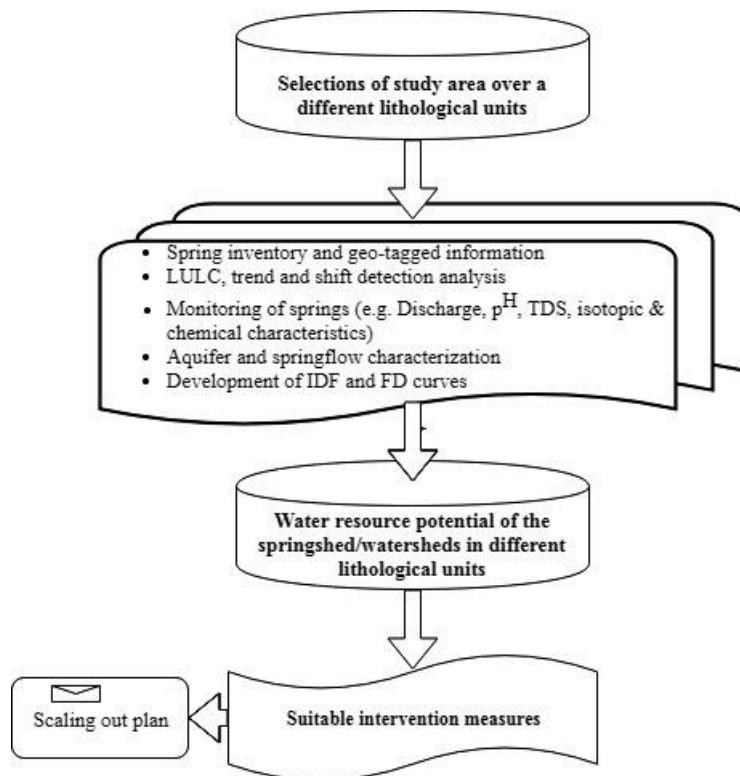 Selections of study area over a
different lithological units
• Spring inventory and geo-tagged information
• LULC, trend and shift detection analysis
• Monitoring of springs (e.g. Discharge, pH, TDS, isotopic &
chemical characteristics)
• Aquifer and springflow characterization
• Development of IDF and FD curves
Water resource potential of the
springshed/watersheds in different
lithological units
Suitable intervention measures
Scaling out plan